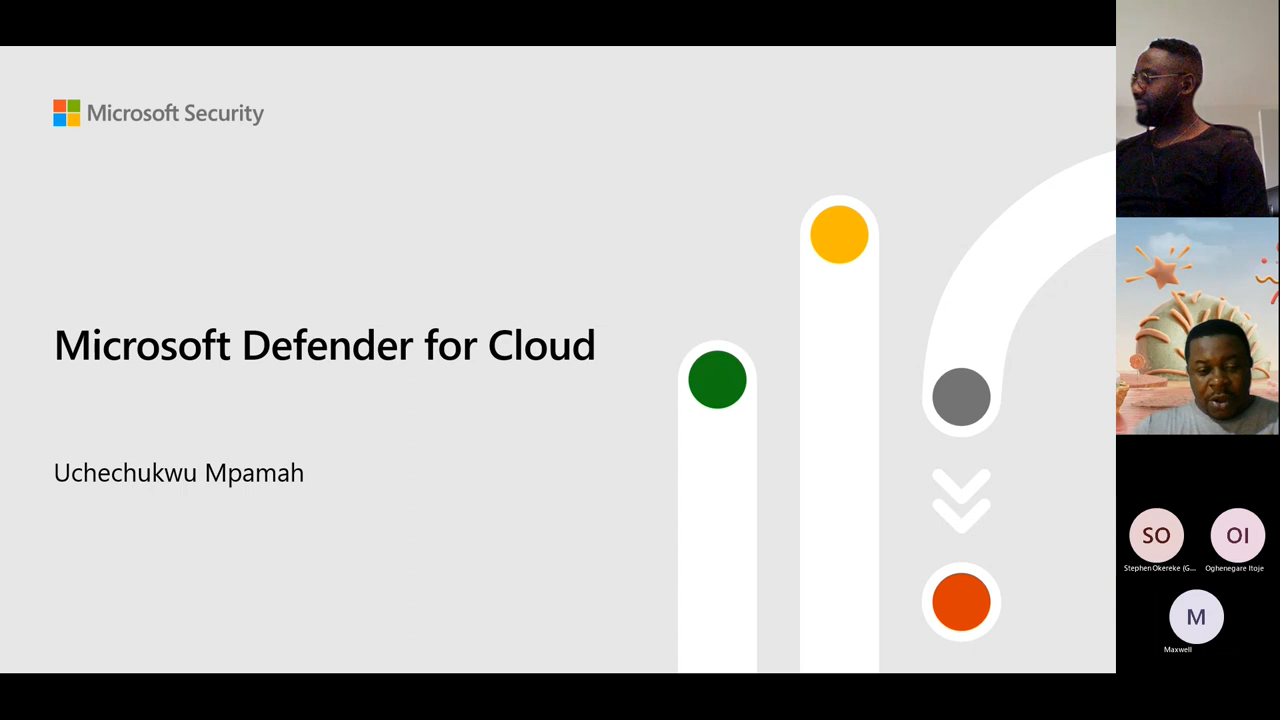 Microsoft Security
Microsoft Defender for Cloud
Uchechukwu Mpamah
SO
OI
Stephen Okereke (G...
Oghenegare Itoje
M
Maxwell